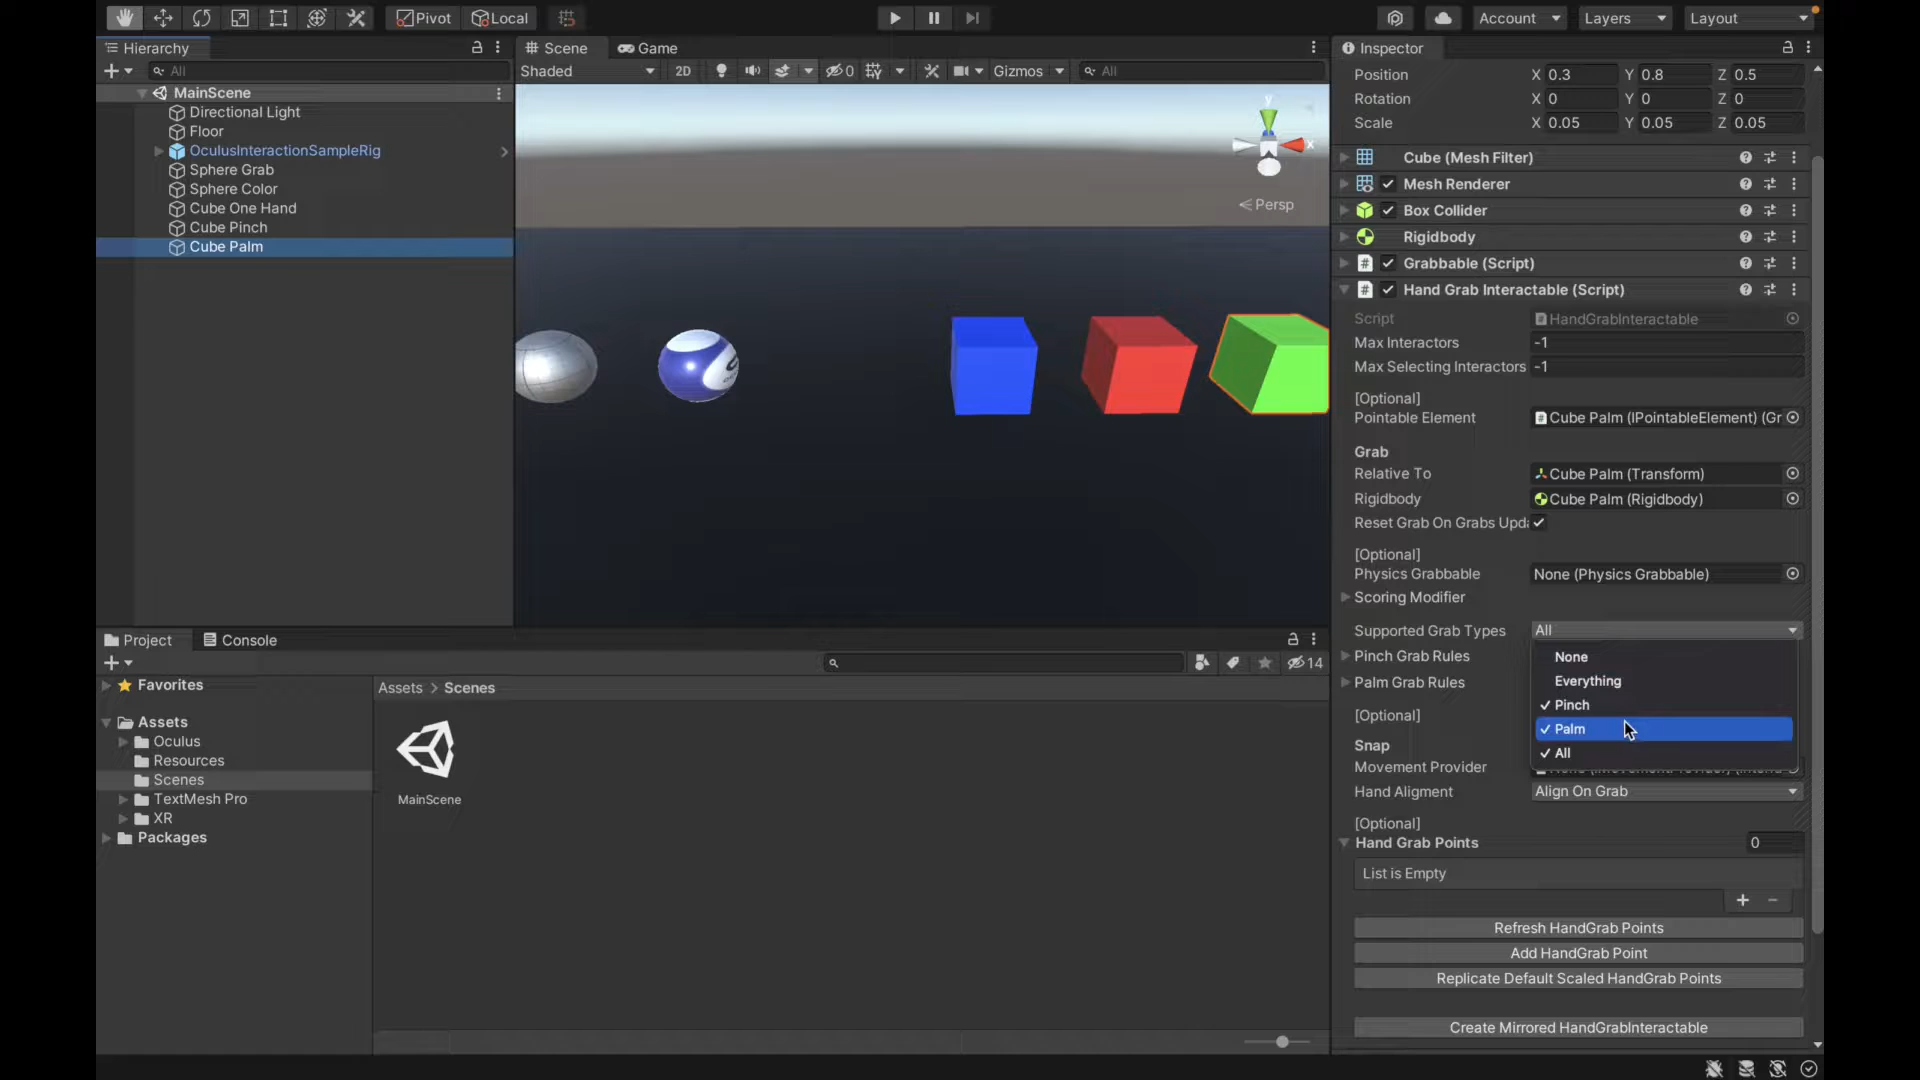 Pivot
Local
Account
Layers
Layout
Hierarchy
All
MainScene
Directional Light
Floor
OculusInteractionSampleRig
Sphere Grab
Sphere Color
Cube One Hand
Cube Pinch
Cube Palm
Scene
Game
Shaded
2D
0
Gizmos
All
y
x
Persp
Project
Console
14
Favorites
Assets
Oculus
Resources
Scenes
TextMesh Pro
XR
Packages
Assets > Scenes
MainScene
Inspector
Position X 0.3 Y 0.8 Z 0.5
Rotation X 0 Y 0 Z 0
Scale X 0.05 Y 0.05 Z 0.05
Cube (Mesh Filter)
Mesh Renderer
Box Collider
Rigidbody
# Grabbable (Script)
# Hand Grab Interactable (Script)
Script HandGrabInteractable
Max Interactors -1
Max Selecting Interactors -1
[Optional]
Pointable Element Cube Palm (IPointableElement) (Gr
Grab
Relative To Cube Palm (Transform)
Rigidbody Cube Palm (Rigidbody)
Reset Grab On Grabs Upda
[Optional]
Physics Grabbable None (Physics Grabbable)
Scoring Modifier
Supported Grab Types All
None
Pinch Grab Rules
Everything
Palm Grab Rules
Pinch
[Optional]
Palm
Snap
All
Movement Provider
Hand Aligment Align On Grab
[Optional]
Hand Grab Points 0
List is Empty
Refresh HandGrab Points
Add HandGrab Point
Replicate Default Scaled HandGrab Points
Create Mirrored HandGrabInteractable